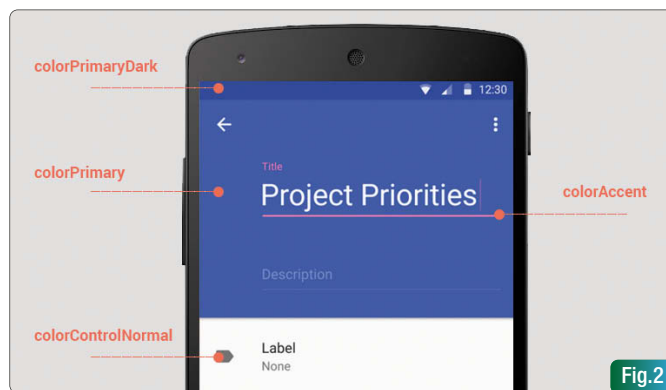 colorPrimaryDark
12:30
Title
colorPrimary
Project Priorities
colorAccent
Description
colorControlNormal
Label
None
Fig.2